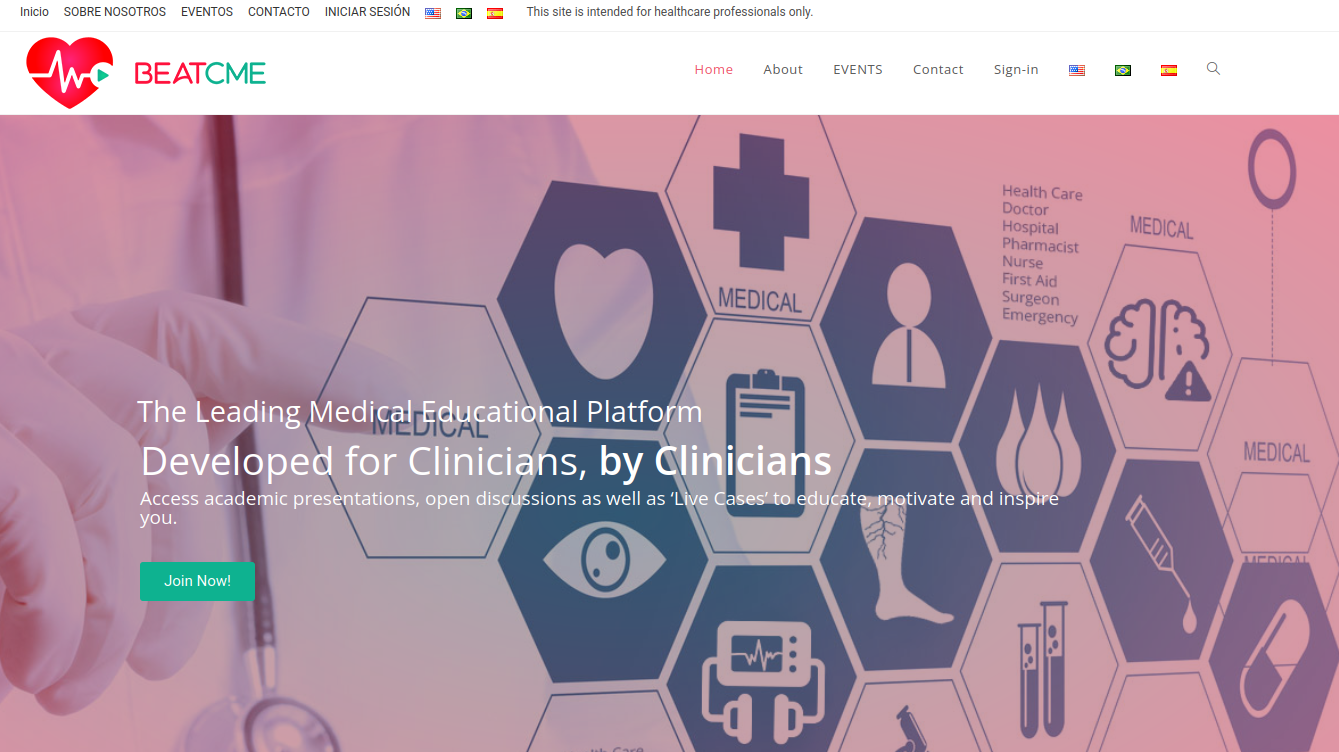 Inicio SOBRE NOSOTROS EVENTOS CONTACTO INICIAR SESIÓN This site is intended for healthcare professionals only.
BEATCME
Home About EVENTS Contact Sign-in
MEDICAL
Health Care
Doctor
Hospital
Pharmacist
Nurse
First Aid
Surgeon
Emergency
MEDICAL
The Leading Medical Educational Platform
MEDICAL
Developed for Clinicians, by Clinicians
MEDICAL
Access academic presentations, open discussions as well as ‘Live Cases’ to educate, motivate and inspire
you.
MEDICAL
Join Now!